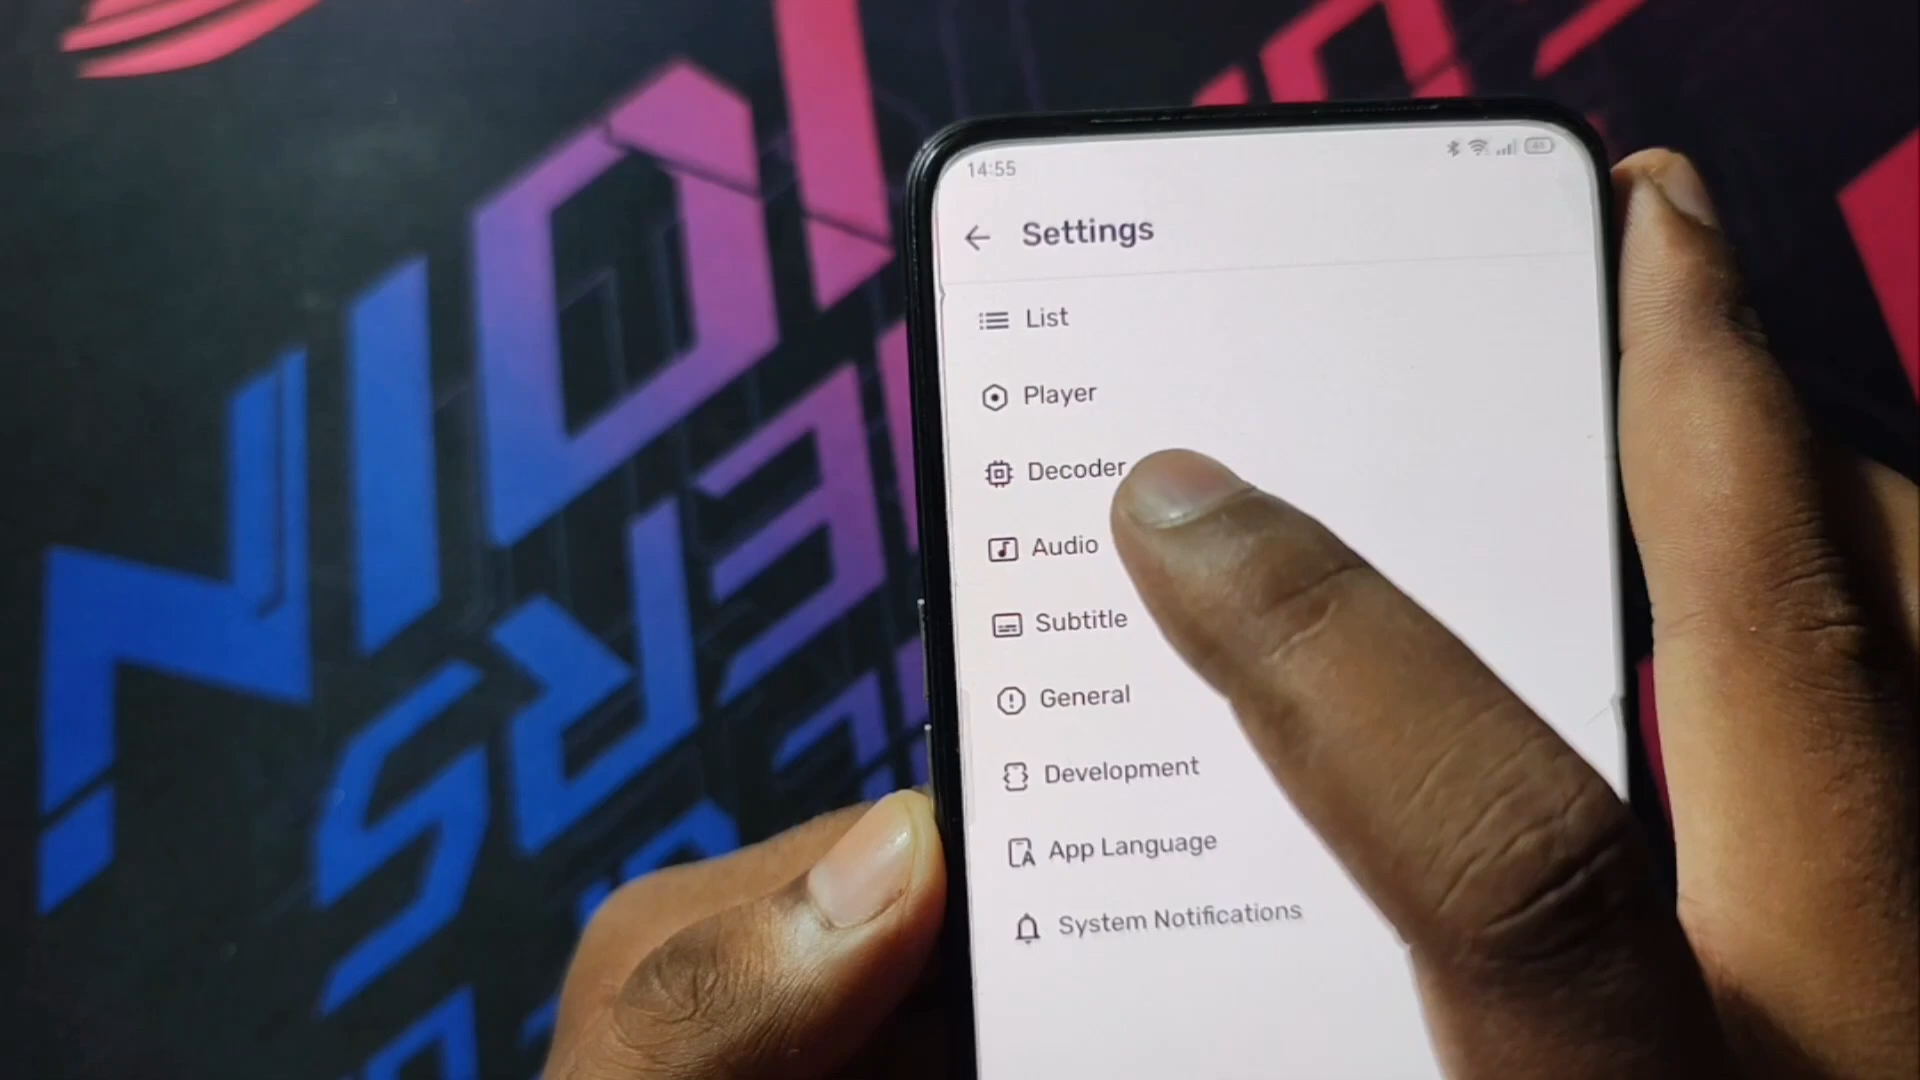 14:55
Settings
List
Player
Decoder
Audio
Subtitle
General
Development
App Language
System Notifications